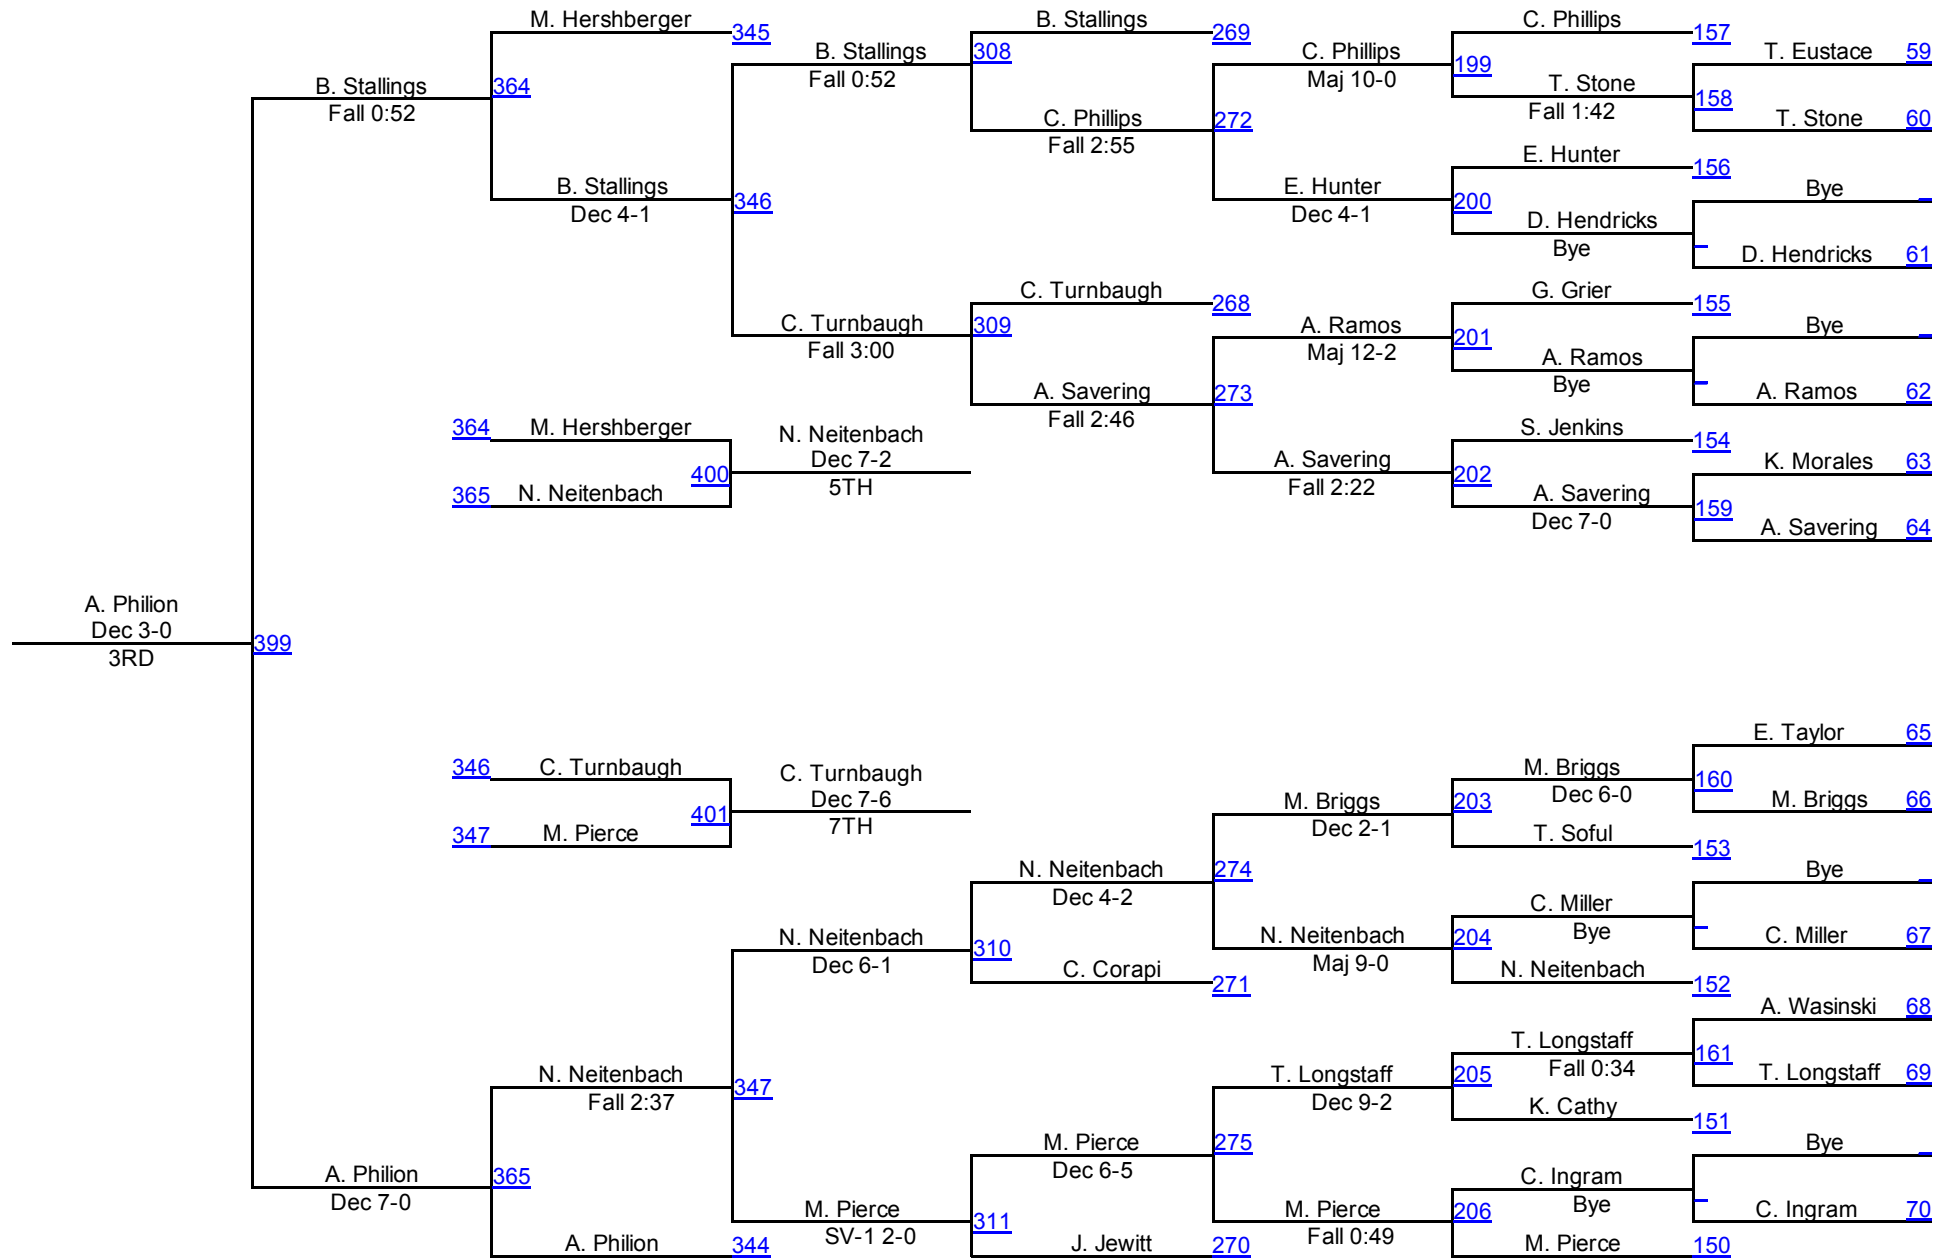 M. Hershberger
345
B. Stallings
Fall 0:52
364
B. Stallings
Dec 4-1
346
B. Stallings
Fall 0:52
308
B. Stallings
269
C. Phillips
Fall 2:55
272
C. Phillips
Maj 10-0
199
C. Phillips
157
T. Stone
Fall 1:42
158
T. Eustace 59
T. Stone 60
E. Hunter
Dec 4-1
200
E. Hunter
156
D. Hendricks
Bye
Bye
D. Hendricks 61
C. Turnbaugh
Fall 3:00
309
C. Turnbaugh
268
A. Savering
Fall 2:46
273
A. Ramos
Maj 12-2
201
G. Grier
155
A. Ramos
Bye
Bye
A. Ramos 62
A. Savering
Fall 2:22
202
S. Jenkins
154
A. Savering
Dec 7-0
159
K. Morales 63
A. Savering 64
364 M. Hershberger
365 N. Neitenbach
400
N. Neitenbach
Dec 7-2
5TH
A. Philion
Dec 3-0
3RD
399
346 C. Turnbaugh
347 M. Pierce
401
C. Turnbaugh
Dec 7-6
7TH
E. Taylor 65
M. Briggs 66
160
M. Briggs
Dec 6-0
T. Soful
153
203
M. Briggs
Dec 2-1
274
N. Neitenbach
Dec 4-2
Bye
C. Miller 67
C. Miller
Bye
204
N. Neitenbach
152
N. Neitenbach
Maj 9-0
N. Neitenbach
Dec 6-1
310
C. Corapi
271
A. Wasinski 68
T. Longstaff 69
161
T. Longstaff
Fall 0:34
K. Cathy
151
205
T. Longstaff
Dec 9-2
275
M. Pierce
Dec 6-5
Bye
C. Ingram 70
C. Ingram
Bye
206
M. Pierce
150
M. Pierce
Fall 0:49
N. Neitenbach
Fall 2:37
347
M. Pierce
SV-1 2-0
311
J. Jewitt
270
A. Philion
Dec 7-0
365
A. Philion
344